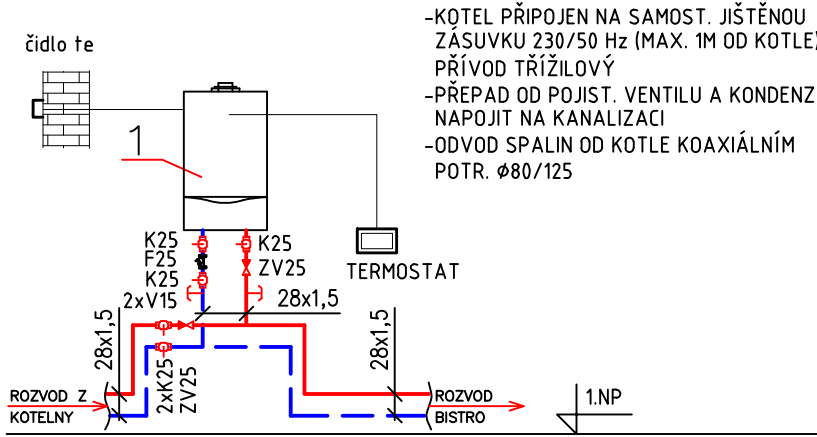 -KOTEL PŘIPOJEN NA SAMOST. JIŠTĚNOU
ZÁSUVKU 230/50 Hz (MAX. 1M OD KOTLE)
PŘÍVOD TŘÍŽILOVÝ
-PŘEPAD OD POJIST. VENTILU A KONDENZ
NAPOJIT NA KANALIZACI
-ODVOD SPALIN OD KOTLE KOAXIÁLNÍM
POTR. Ø80/125
čidlo te
1
K25
F25
K25
2xV15
K25
ZV25
TERMOSTAT
28x1,5
28x1,5
2xK25
ZV25
28x1,5
ROZVOD Z
KOTELNY
ROZVOD
BISTRO
1.NP